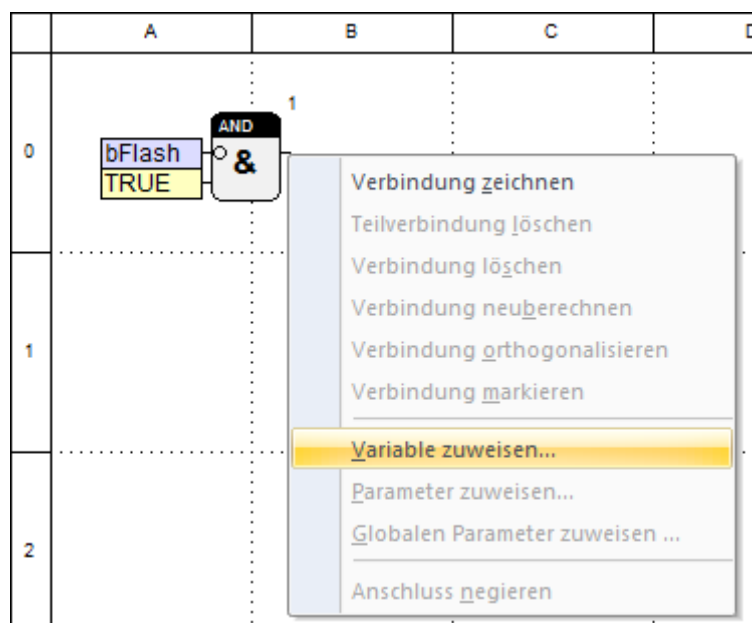 A B C D
1
AND
0
bFlash &
TRUE
Verbindung zeichnen
Teilverbindung löschen
Verbindung löschen
Verbindung neuberechnen
1
Verbindung orthogonalisieren
Verbindung markieren
Variable zuweisen...
Parameter zuweisen...
Globalen Parameter zuweisen ...
2
Anschluss negieren